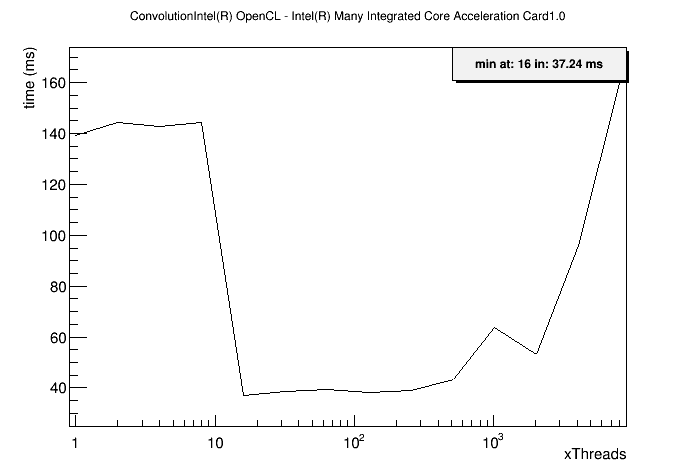 ConvolutionIntel(R) OpenCL - Intel(R) Many Integrated Core Acceleration Card1.0
min at: 16 in: 37.24 ms
time (ms)
160
140
120
100
80
60
40
1 10 10² 10³
xThreads